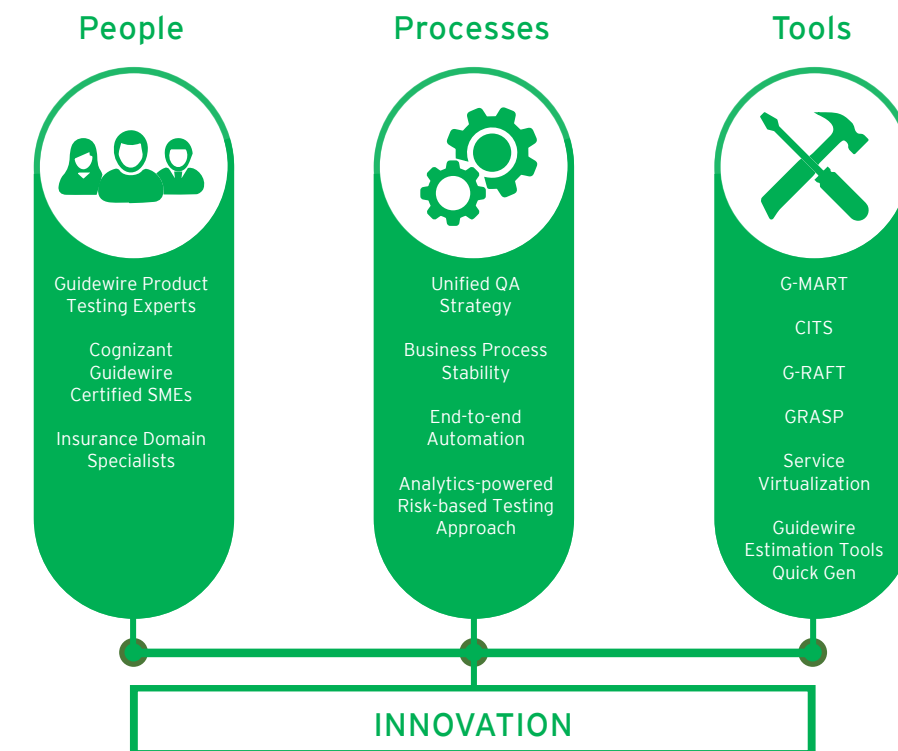 People
Guidewire Product
Testing Experts
Cognizant
Guidewire
Certified SMEs
Insurance Domain
Specialists
Processes
Unified QA
Strategy
Business Process
Stability
End-to-end
Automation
Analytics-powered
Risk-based Testing
Approach
Tools
G-MART
CITS
G-RAFT
GRASP
Service
Virtualization
Guidewire
Estimation Tools
Quick Gen
INNOVATION